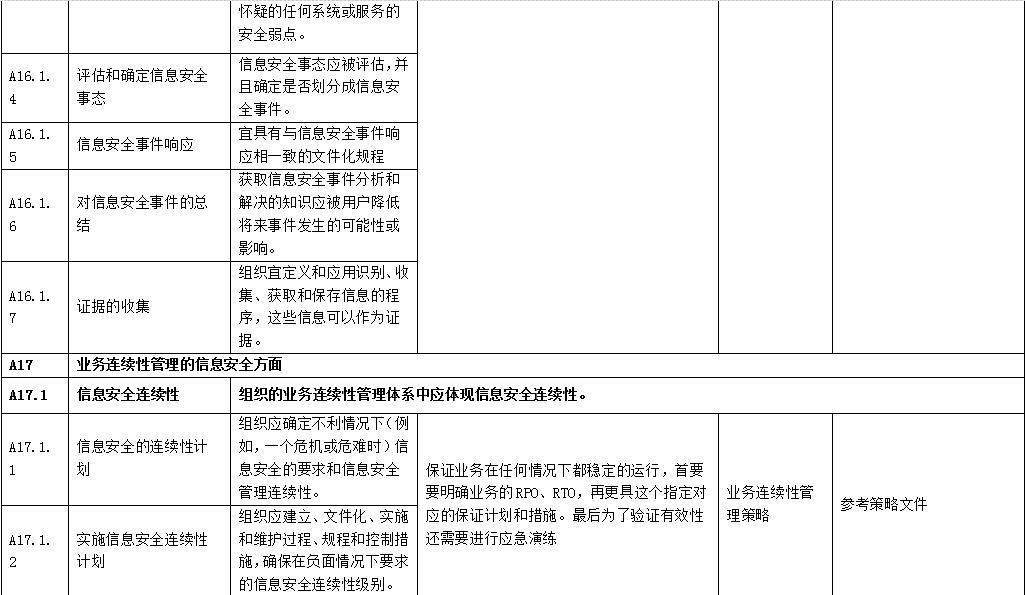 怀疑的任何系统或服务的
安全弱点。
A16.1.
4
评估和确定信息安全
事态
信息安全事态应被评估,并
且确定是否划分成信息安
全事件。
A16.1.
5
信息安全事件响应
宜具有与信息安全事件响
应相一致的文件化规程
A16.1.
6
对信息安全事件的总
结
获取信息安全事件分析和
解决的知识应被用户降低
将来事件发生的可能性或
影响。
A16.1.
7
证据的收集
组织宜定义和应用识别、收
集、获取和保存信息的程
序，这些信息可以作为证
据。
A17
业务连续性管理的信息安全方面
A17.1
信息安全连续性
组织的业务连续性管理体系中应体现信息安全连续性。
A17.1.
1
信息安全的连续性计
划
组织应确定不利情况下（例
如，一个危机或危难时）信
息安全的要求和信息安全
管理连续性。
保证业务在任何情况下都稳定的运行，首要
要明确业务的RPO、RTO，再更具这个指定对
应的保证计划和措施。最后为了验证有效性
还需要进行应急演练
业务连续性管
理策略
参考策略文件
A17.1.
2
实施信息安全连续性
计划
组织应建立、文件化、实施
和维护过程、规程和控制措
施，确保在负面情况下要求
的信息安全连续性级别。